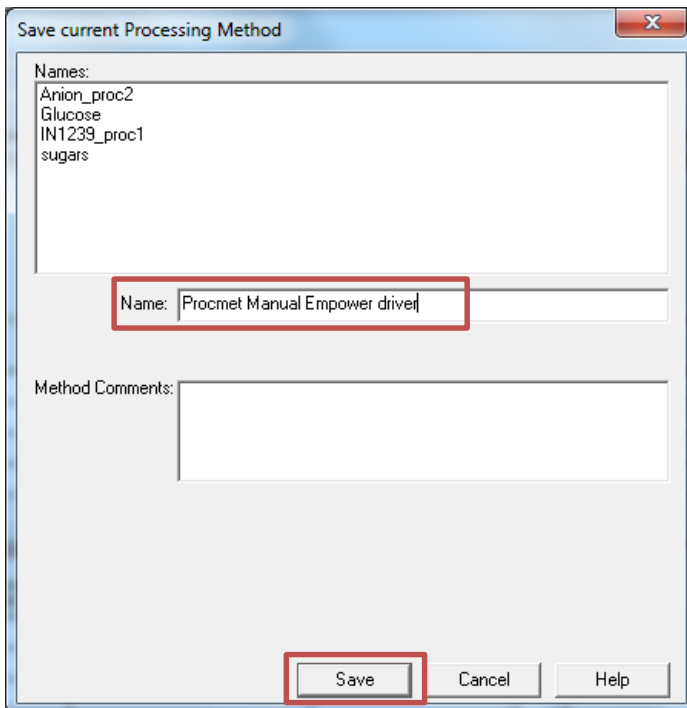 Save current Processing Method
Names:
Anion_proc2
Glucose
IN1239_proc1
sugars
Name: Procmet Manual Empower driver
Method Comments:
Save Cancel Help